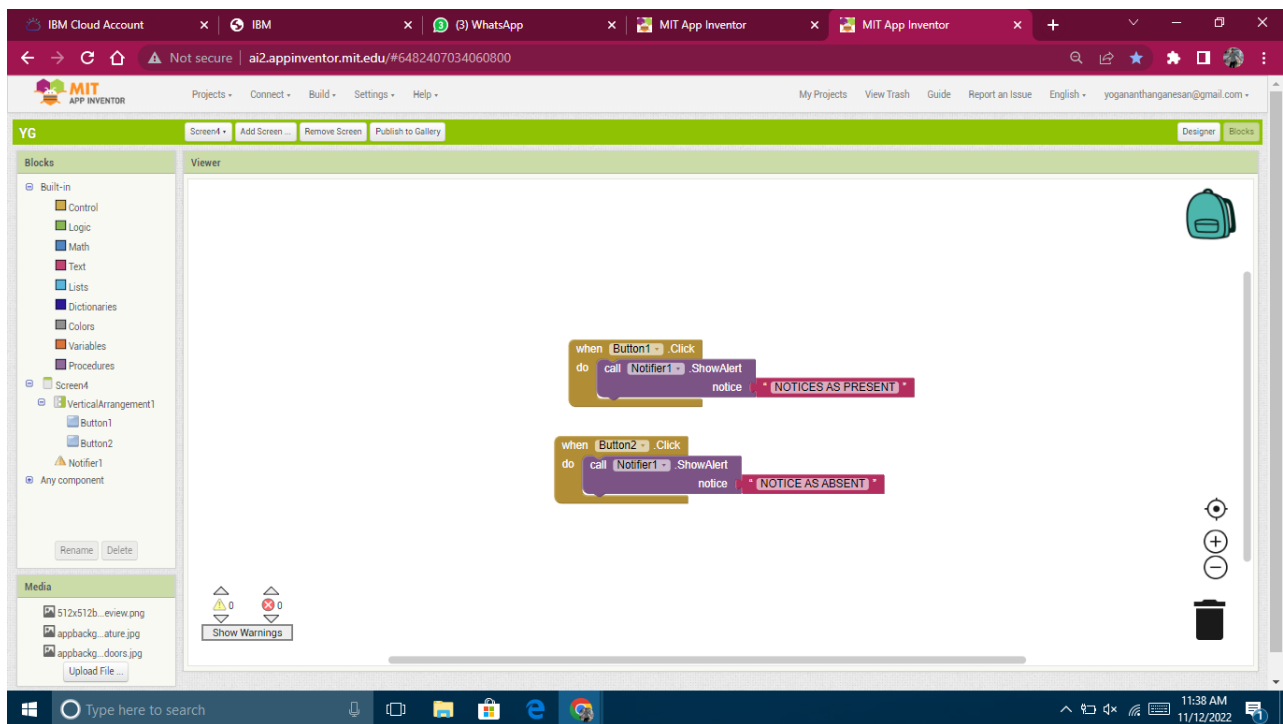 IBM Cloud Account
IBM
3
(3) WhatsApp
MIT App Inventor
MIT App Inventor
Not secure | ai2.appinventor.mit.edu/#6482407034060800
MIT
APP INVENTOR
Projects Connect Build Settings Help
My Projects View Trash Guide Report an Issue English yogananthanganesan@gmail.com
YG
Screen4 Add Screen ... Remove Screen Publish to Gallery
Designer Blocks
Blocks
Viewer
Built-in
Control
Logic
Math
Text
Lists
Dictionaries
Colors
Variables
Procedures
Screen4
VerticalArrangement1
Button1
Button2
Notifier1
Any component
Rename Delete
when Button1 .Click
do call Notifier1 .ShowAlert
notice " NOTICES AS PRESENT "
when Button2 .Click
do call Notifier1 .ShowAlert
notice " NOTICE AS ABSENT "
0 0
Show Warnings
Media
512x512b...eview.png
appbackg...ature.jpg
appbackg...doors.jpg
Upload File ...
Type here to search
11:38 AM
11/12/2022
1